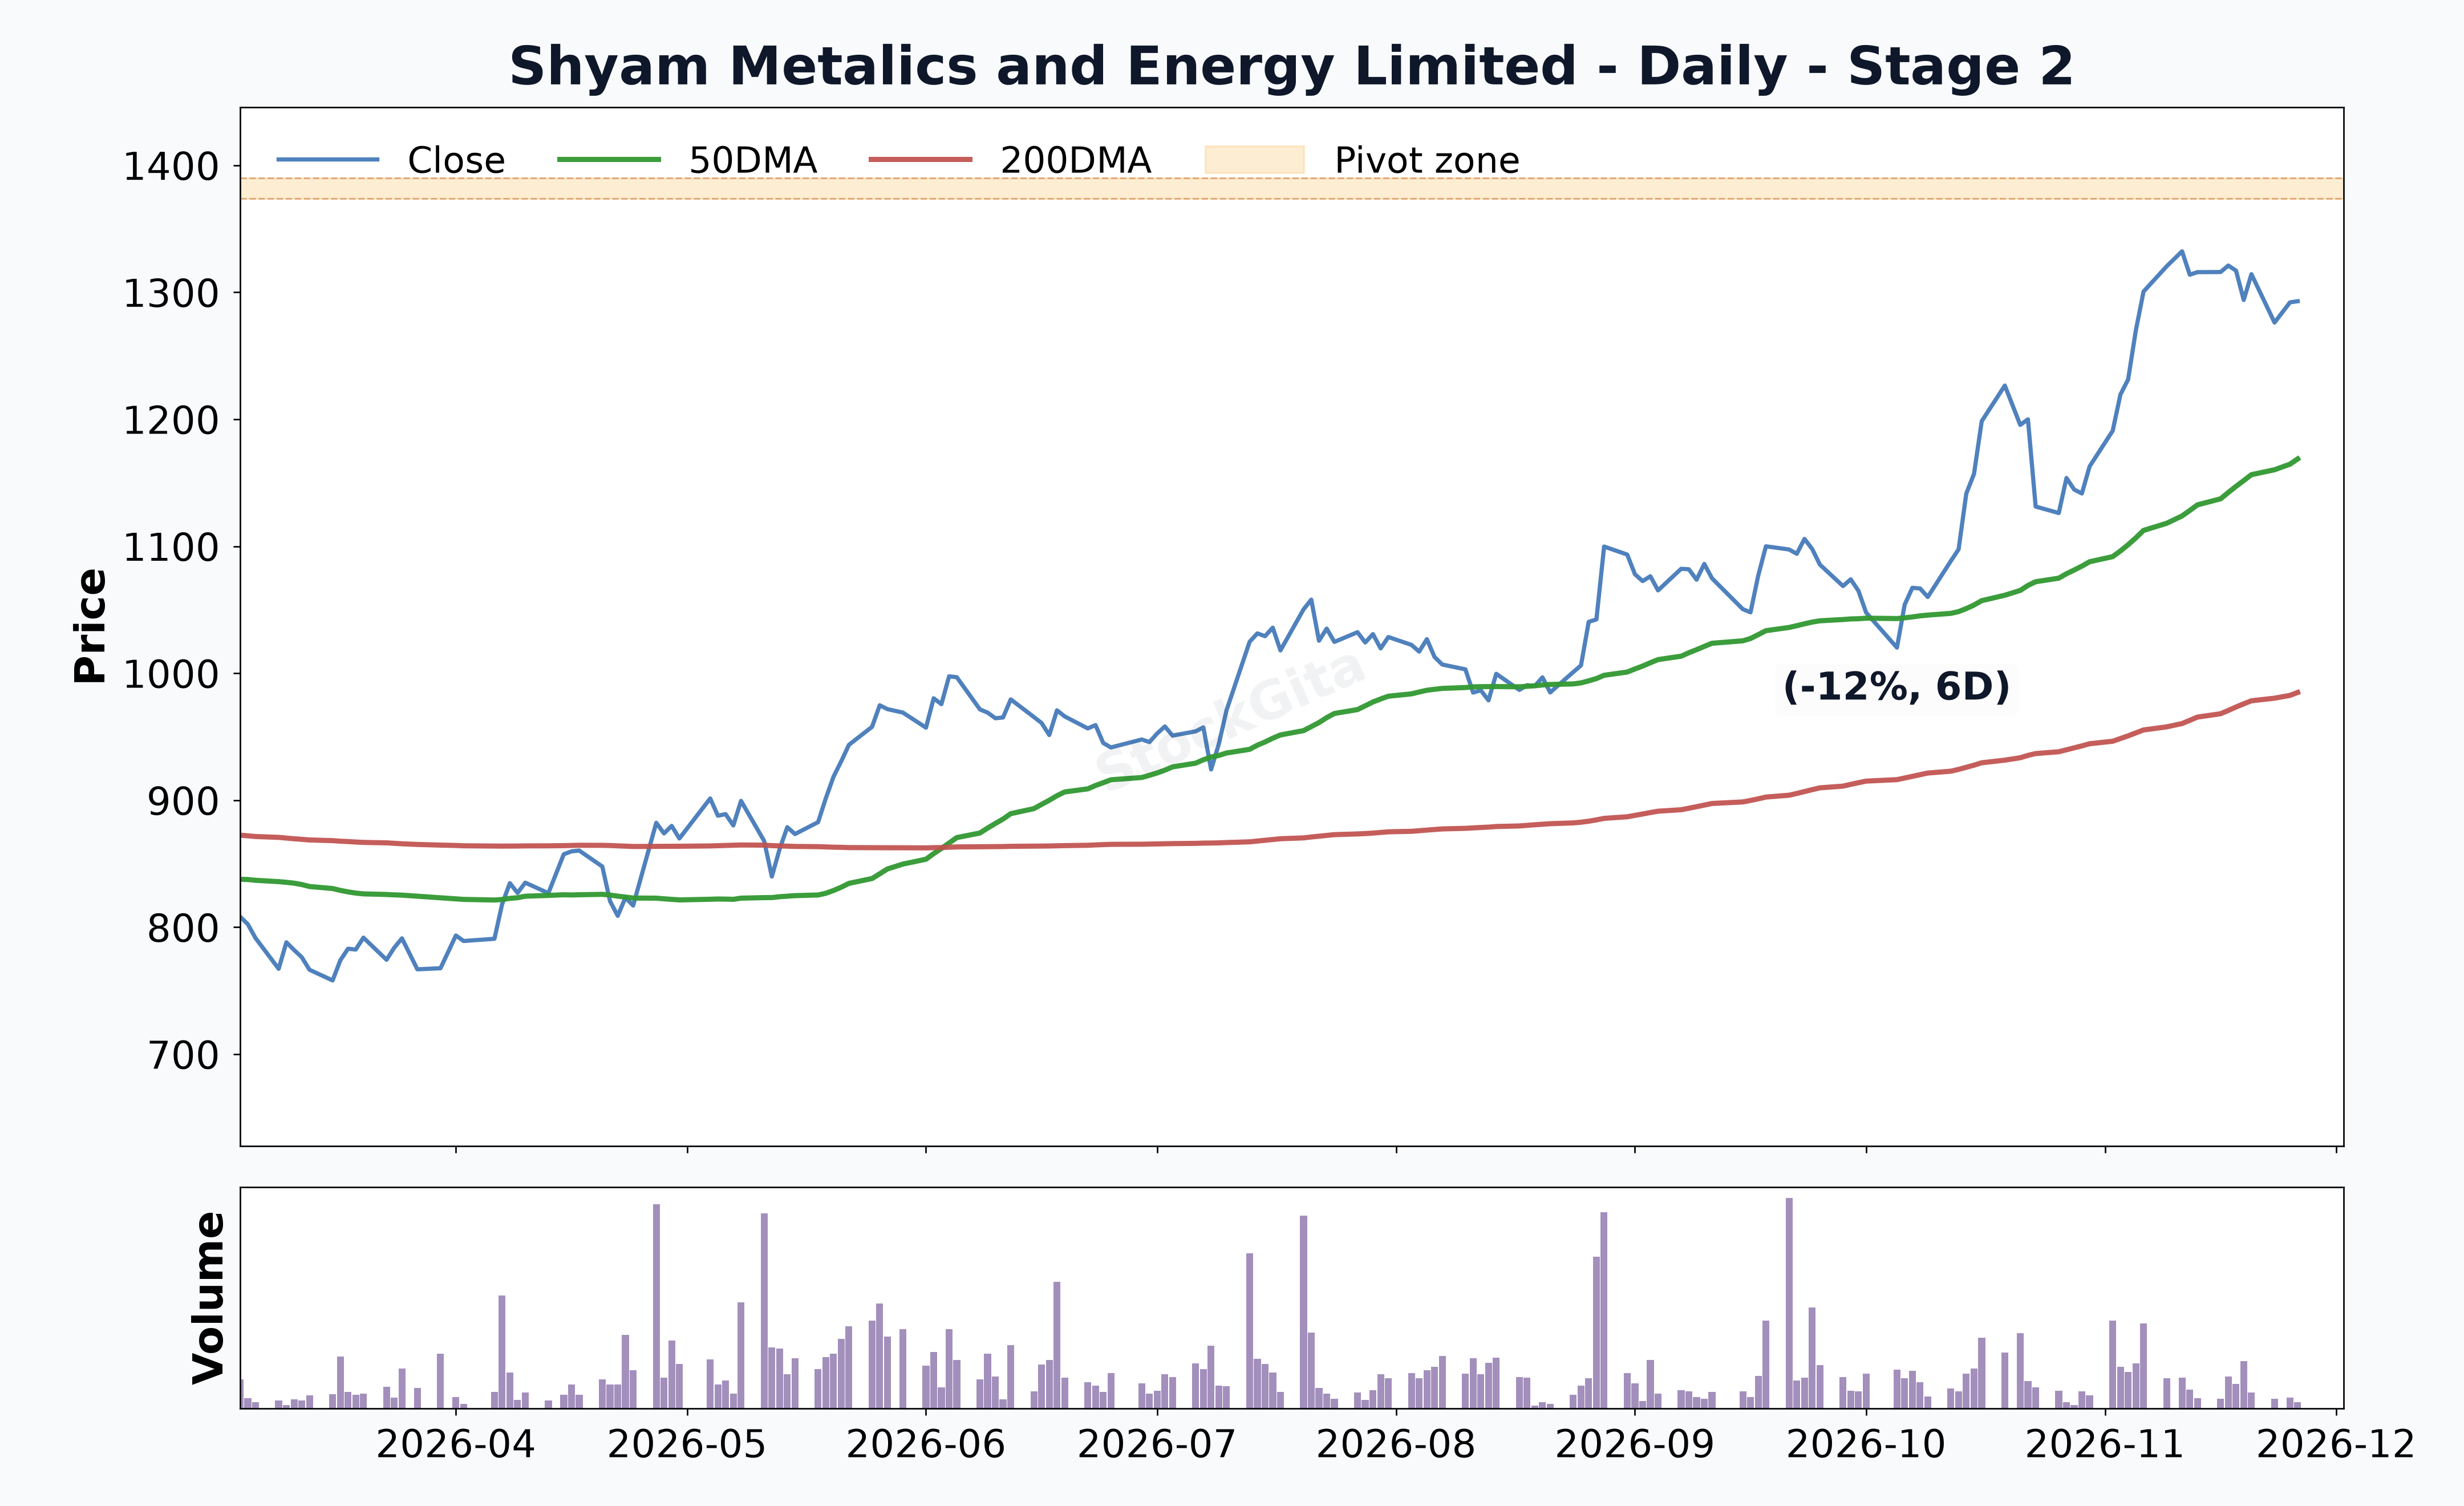 Shyam Metalics and Energy Limited - Daily - Stage 2
Close 50DMA 200DMA Pivot zone
1400
1300
1200
1100
1000
900
800
700
Price
(-12%, 6D)
StockGita
Volume
2026-04 2026-05 2026-06 2026-07 2026-08 2026-09 2026-10 2026-11 2026-12